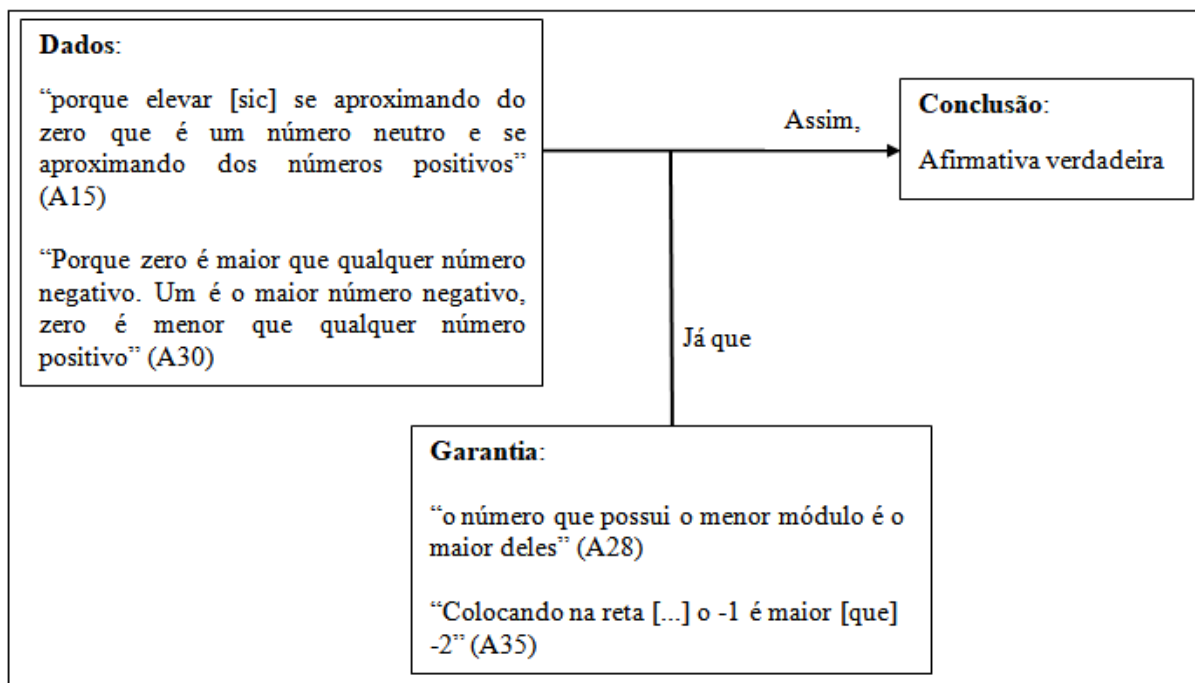 Dados:
“porque elevar [sic] se aproximando do
zero que é um número neutro e se
aproximando dos números positivos”
(A15)
“Porque zero é maior que qualquer número
negativo. Um é o maior número negativo,
zero é menor que qualquer número
positivo” (A30)
Assim,
Conclusão:
Afirmativa verdadeira
Já que
Garantia:
“o número que possui o menor módulo é o
maior deles” (A28)
“Colocando na reta [...] o -1 é maior [que]
-2” (A35)